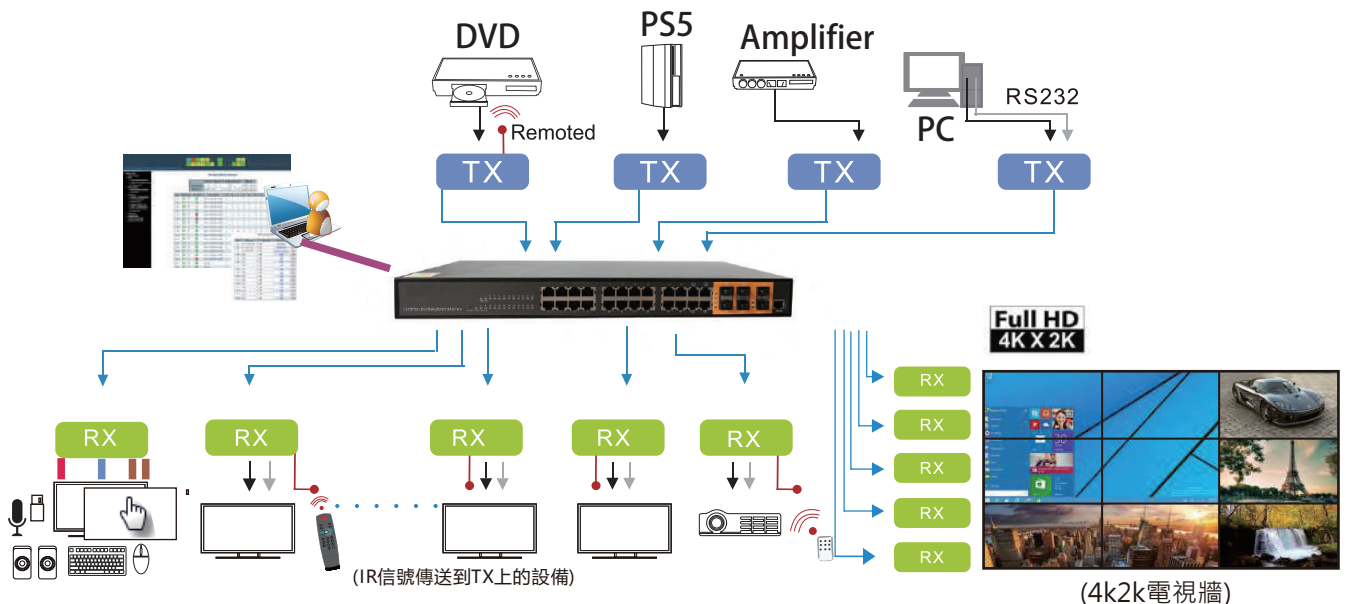 DVD
PS5
Amplifier
PC
RS232
Remoted
TX
TX
TX
TX
Full HD
4K X 2K
RX
RX
RX
RX
RX
RX
RX
RX
RX
RX
(IR信號傳送到TX上的設備)
(4k2k電視牆)